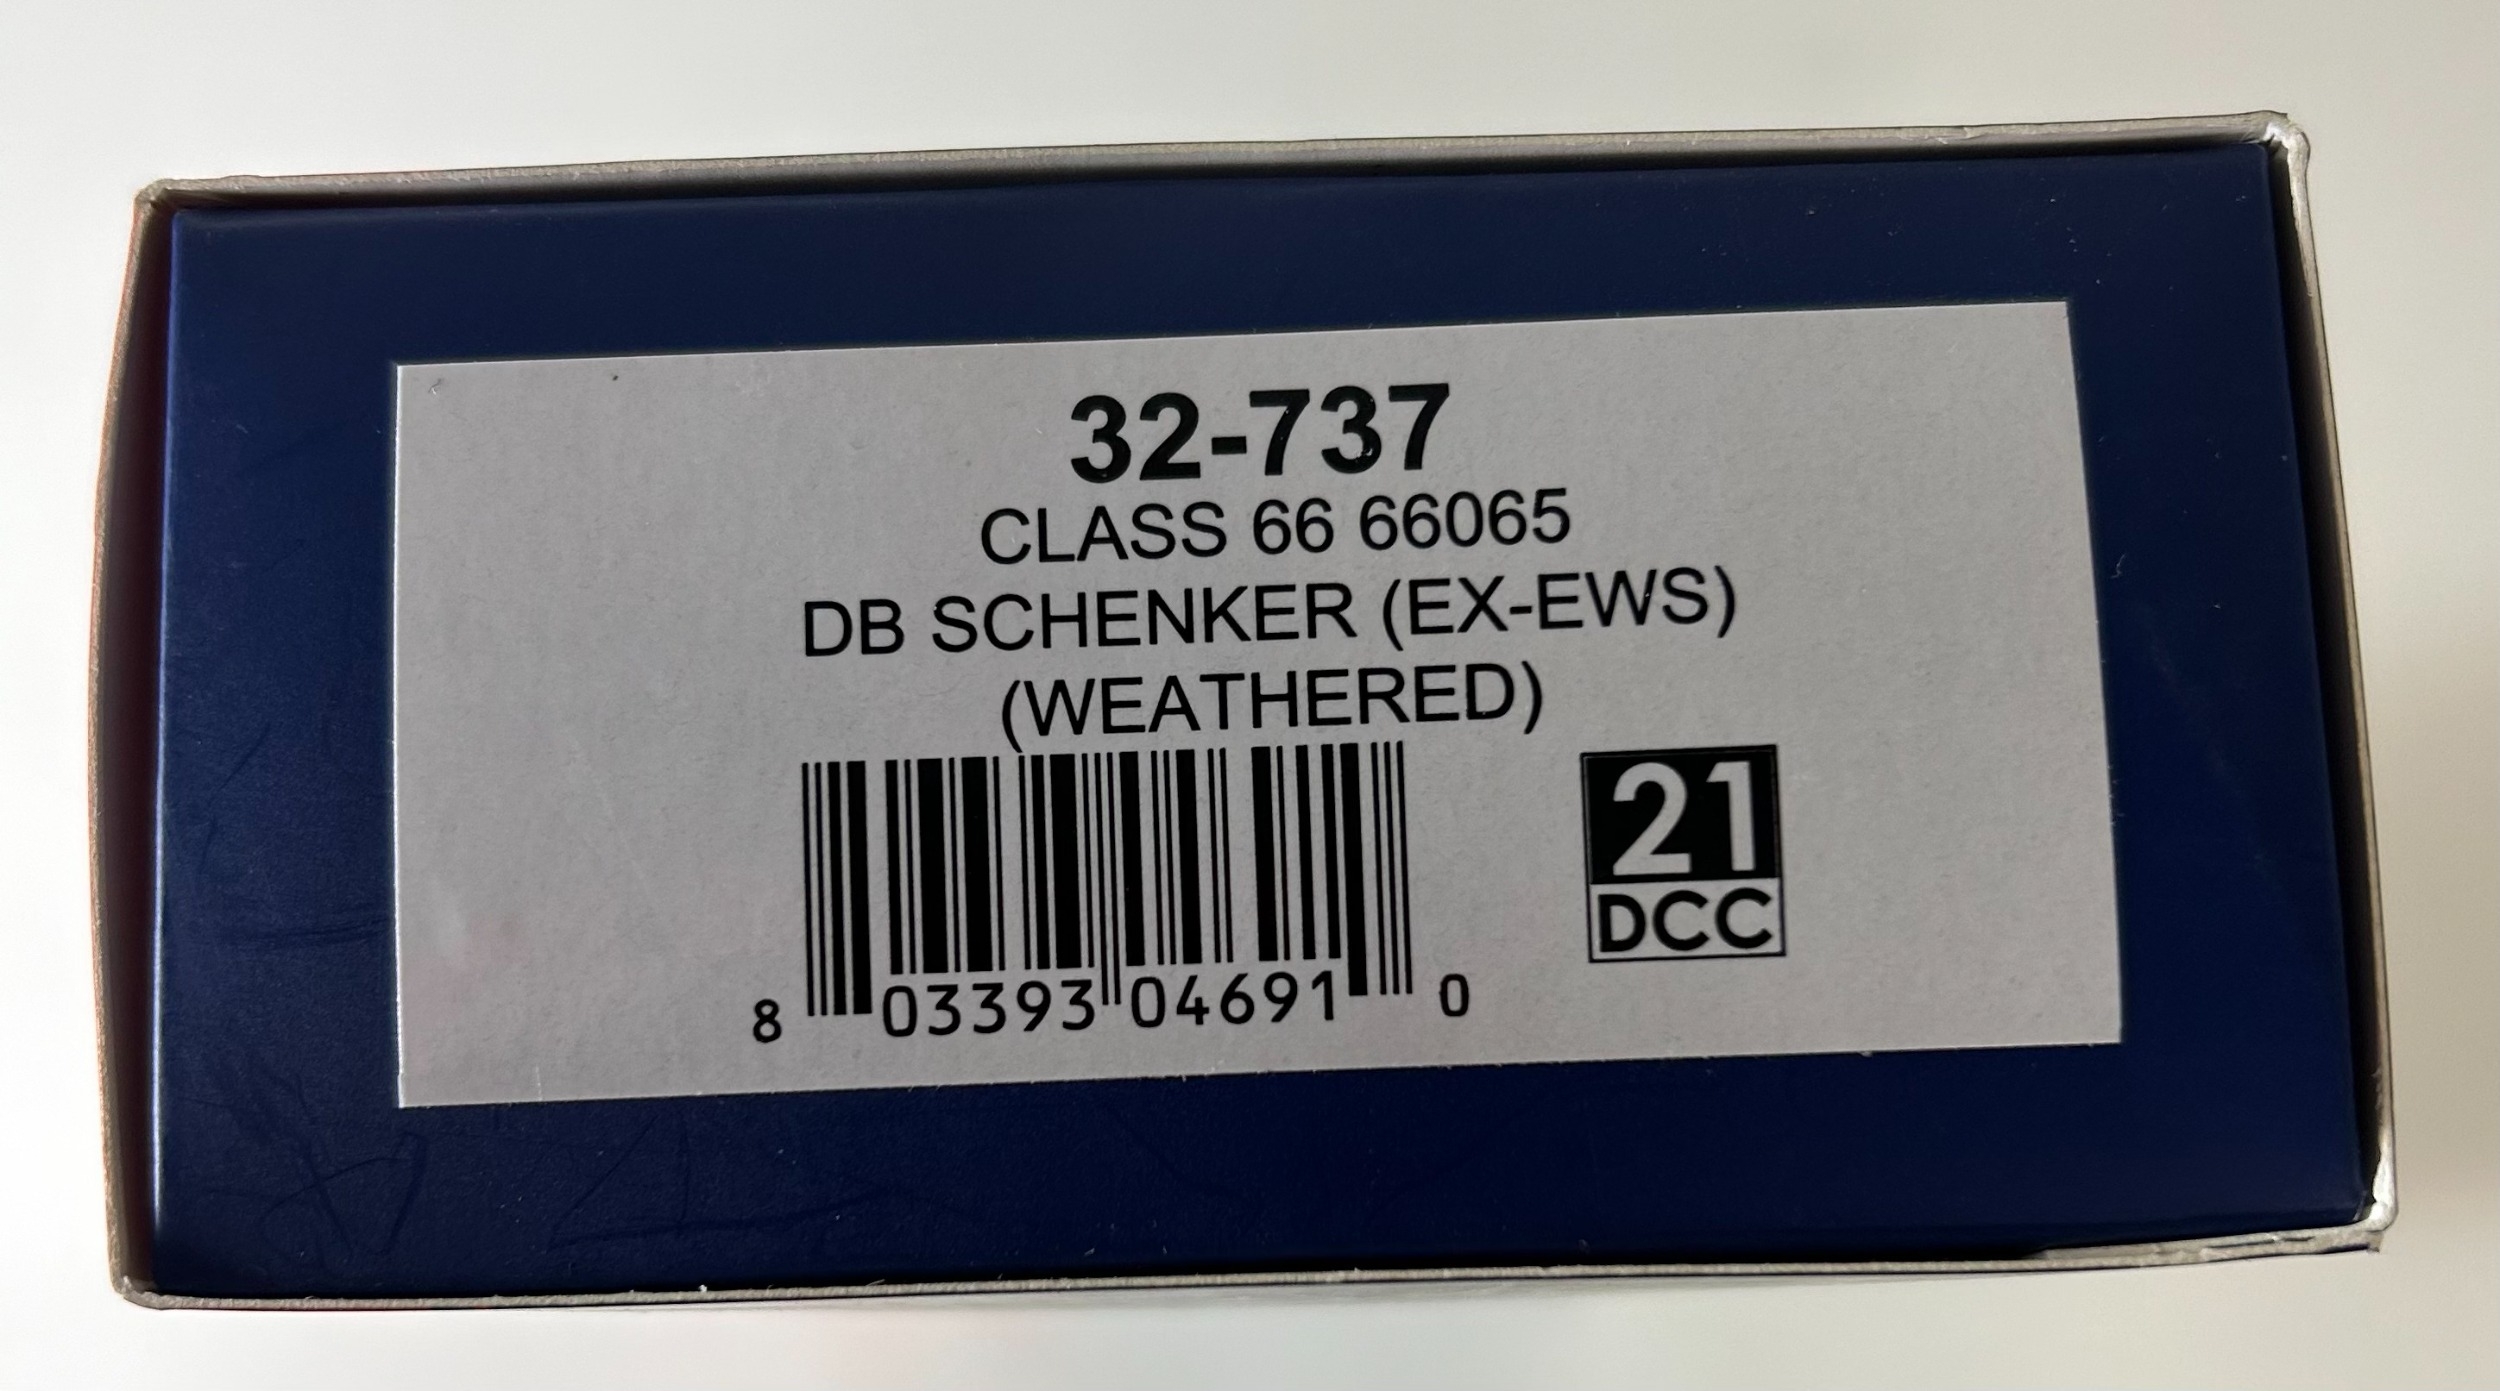 32-737
CLASS 66 66065
DB SCHENKER (EX-EWS)
(WEATHERED)
8 03393 04691 0
21
DCC